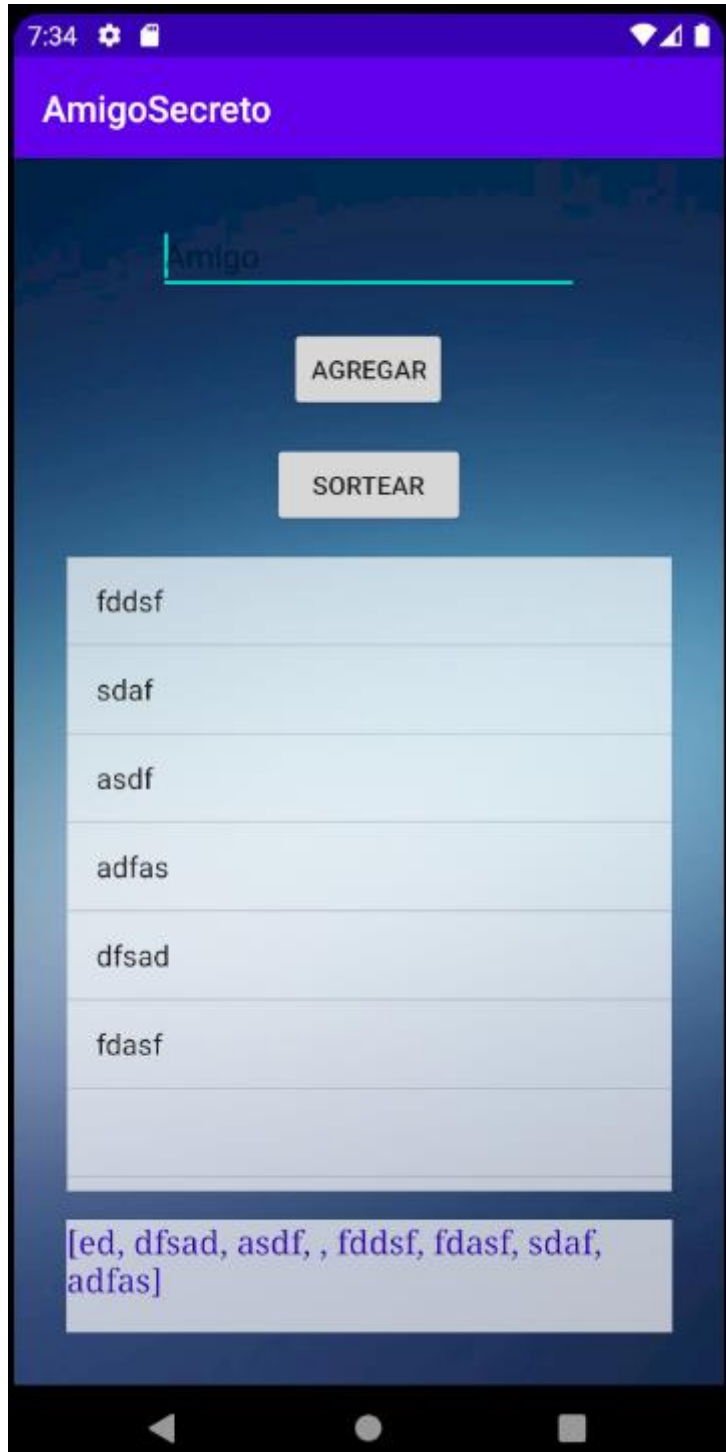 7:34
AmigoSecreto
Amigo
AGREGAR
SORTEAR
fddsf
sdaf
asdf
adfas
dfsad
fdasf
[ed, dfsad, asdf, , fddsf, fdasf, sdaf,
adfas]